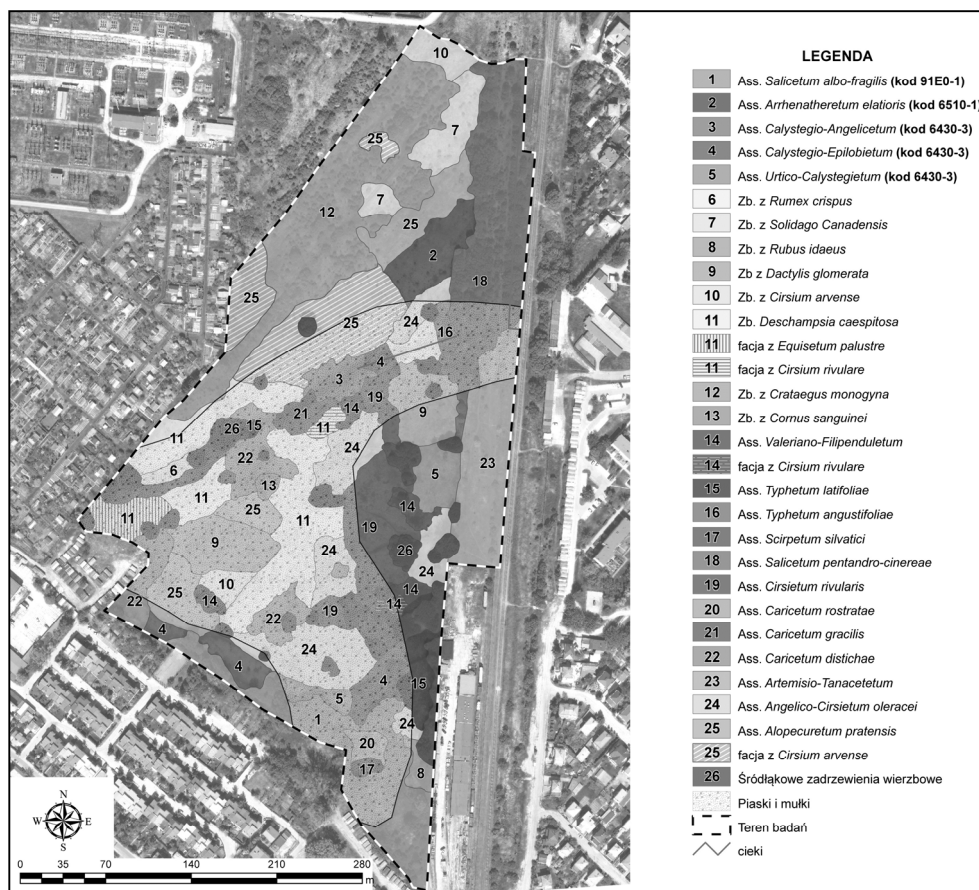 10
7
25
7
12
25
2
18
25
25
24
16
4
3
19
14
9
21
26
15
11
24
11
22
6
5
23
13
11
25
14
11
11
19
9
26
24
24
10
14
14
25
22
19
14
22
4
24
4
4
15
5
1
24
20
17
8
N
W
E
S
0 35 70 140 210 280
m
LEGENDA
1 Ass. Salicetum albo-fragilis (kod 91E0-1)
2 Ass. Arrhenatheretum elatioris (kod 6510-1)
3 Ass. Calystegio-Angelicetum (kod 6430-3)
4 Ass. Calystegio-Epilobietum (kod 6430-3)
5 Ass. Urtico-Calystegietum (kod 6430-3)
6 Zb. z Rumex crispus
7 Zb. z Solidago Canadensis
8 Zb. z Rubus idaeus
9 Zb z Dactylis glomerata
10 Zb. z Cirsium arvense
11 Zb. Deschampsia caespitosa
11 facja z Equisetum palustre
11 facja z Cirsium rivulare
12 Zb. z Crataegus monogyna
13 Zb. z Cornus sanguinei
14 Ass. Valeriano-Filipenduletum
14 facja z Cirsium rivulare
15 Ass. Typhetum latifoliae
16 Ass. Typhetum angustifoliae
17 Ass. Scirpetum silvatici
18 Ass. Salicetum pentandro-cinereae
19 Ass. Cirsietum rivularis
20 Ass. Caricetum rostratae
21 Ass. Caricetum gracilis
22 Ass. Caricetum distichae
23 Ass. Artemisio-Tanacetetum
24 Ass. Angelico-Cirsietum oleracei
25 Ass. Alopecuretum pratensis
25 facja z Cirsium arvense
26 Śródłąkowe zadrzewienia wierzbowe
Piaski i mułki
Teren badań
cieki